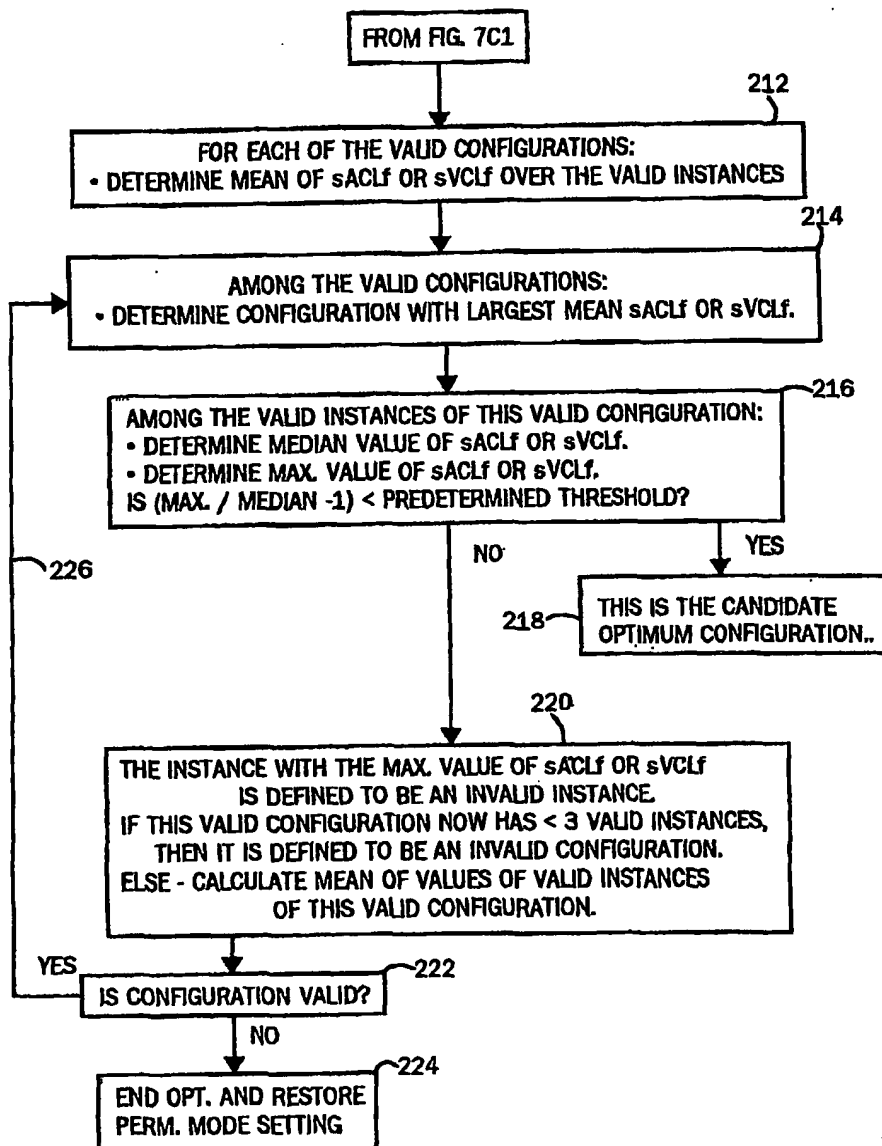 FROM FIG. 7C1
212
FOR EACH OF THE VALID CONFIGURATIONS:
• DETERMINE MEAN OF sACLf OR sVCLf OVER THE VALID INSTANCES
214
AMONG THE VALID CONFIGURATIONS:
• DETERMINE CONFIGURATION WITH LARGEST MEAN sACLf OR sVCLf.
216
AMONG THE VALID INSTANCES OF THIS VALID CONFIGURATION:
• DETERMINE MEDIAN VALUE OF sACLf OR sVCLf.
• DETERMINE MAX. VALUE OF sACLf OR sVCLf.
IS (MAX. / MEDIAN -1) < PREDETERMINED THRESHOLD?
NO
YES
226
218
THIS IS THE CANDIDATE
OPTIMUM CONFIGURATION..
220
THE INSTANCE WITH THE MAX. VALUE OF sACLf OR sVCLf
IS DEFINED TO BE AN INVALID INSTANCE.
IF THIS VALID CONFIGURATION NOW HAS < 3 VALID INSTANCES,
THEN IT IS DEFINED TO BE AN INVALID CONFIGURATION.
ELSE - CALCULATE MEAN OF VALUES OF VALID INSTANCES
OF THIS VALID CONFIGURATION.
YES
222
IS CONFIGURATION VALID?
NO
224
END OPT. AND RESTORE
PERM. MODE SETTING